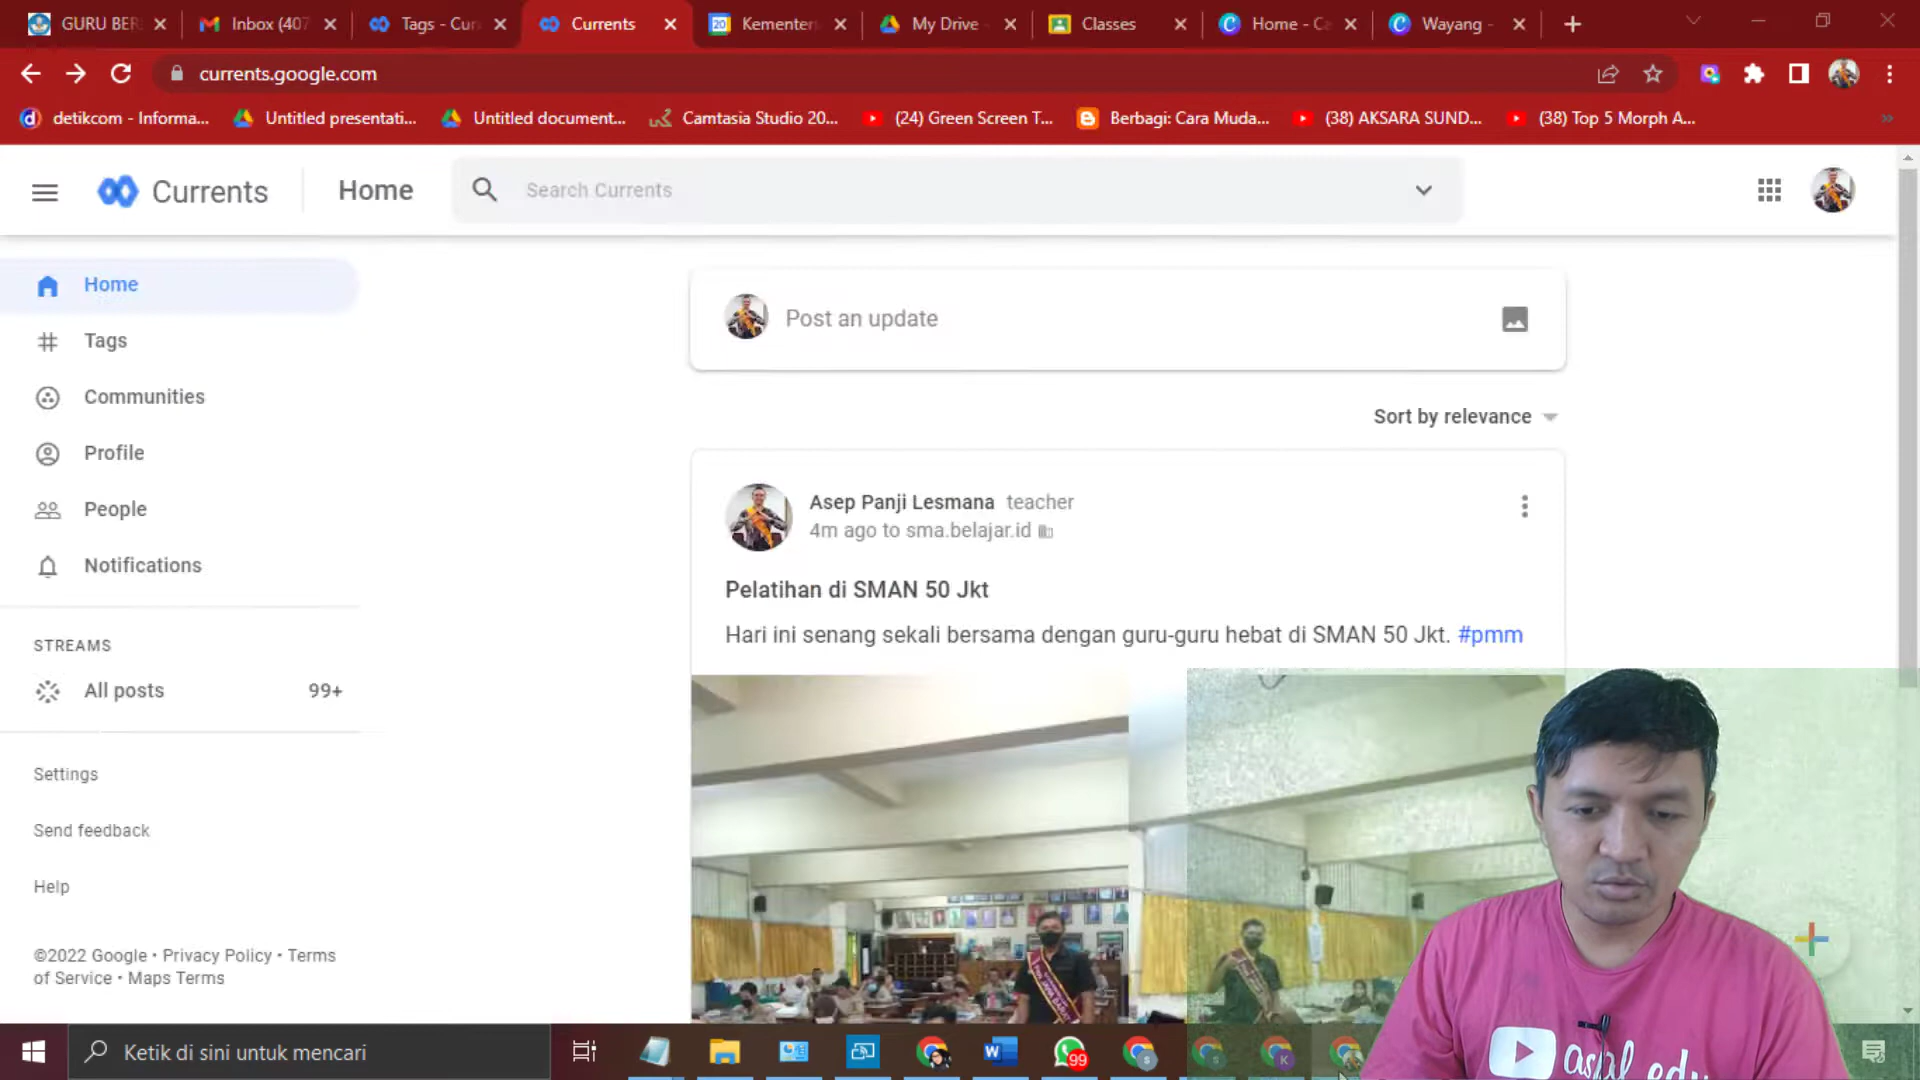 GURU BER
Inbox (407
Tags - Cur
Currents
Kementer
My Drive -
Classes
Home - Ca
Wayang -
currents.google.com
detikcom - Informa...
Untitled presentati...
Untitled document...
Camtasia Studio 20...
(24) Green Screen T...
Berbagi: Cara Muda...
(38) AKSARA SUND...
(38) Top 5 Morph A...
Currents
Home
Search Currents
Home
Tags
Communities
Profile
People
Notifications
STREAMS
All posts 99+
Settings
Send feedback
Help
©2022 Google • Privacy Policy • Terms
of Service • Maps Terms
Post an update
Sort by relevance
Asep Panji Lesmana teacher
4m ago to sma.belajar.id
Pelatihan di SMAN 50 Jkt
Hari ini senang sekali bersama dengan guru-guru hebat di SMAN 50 Jkt. #pmm
Ketik di sini untuk mencari
99